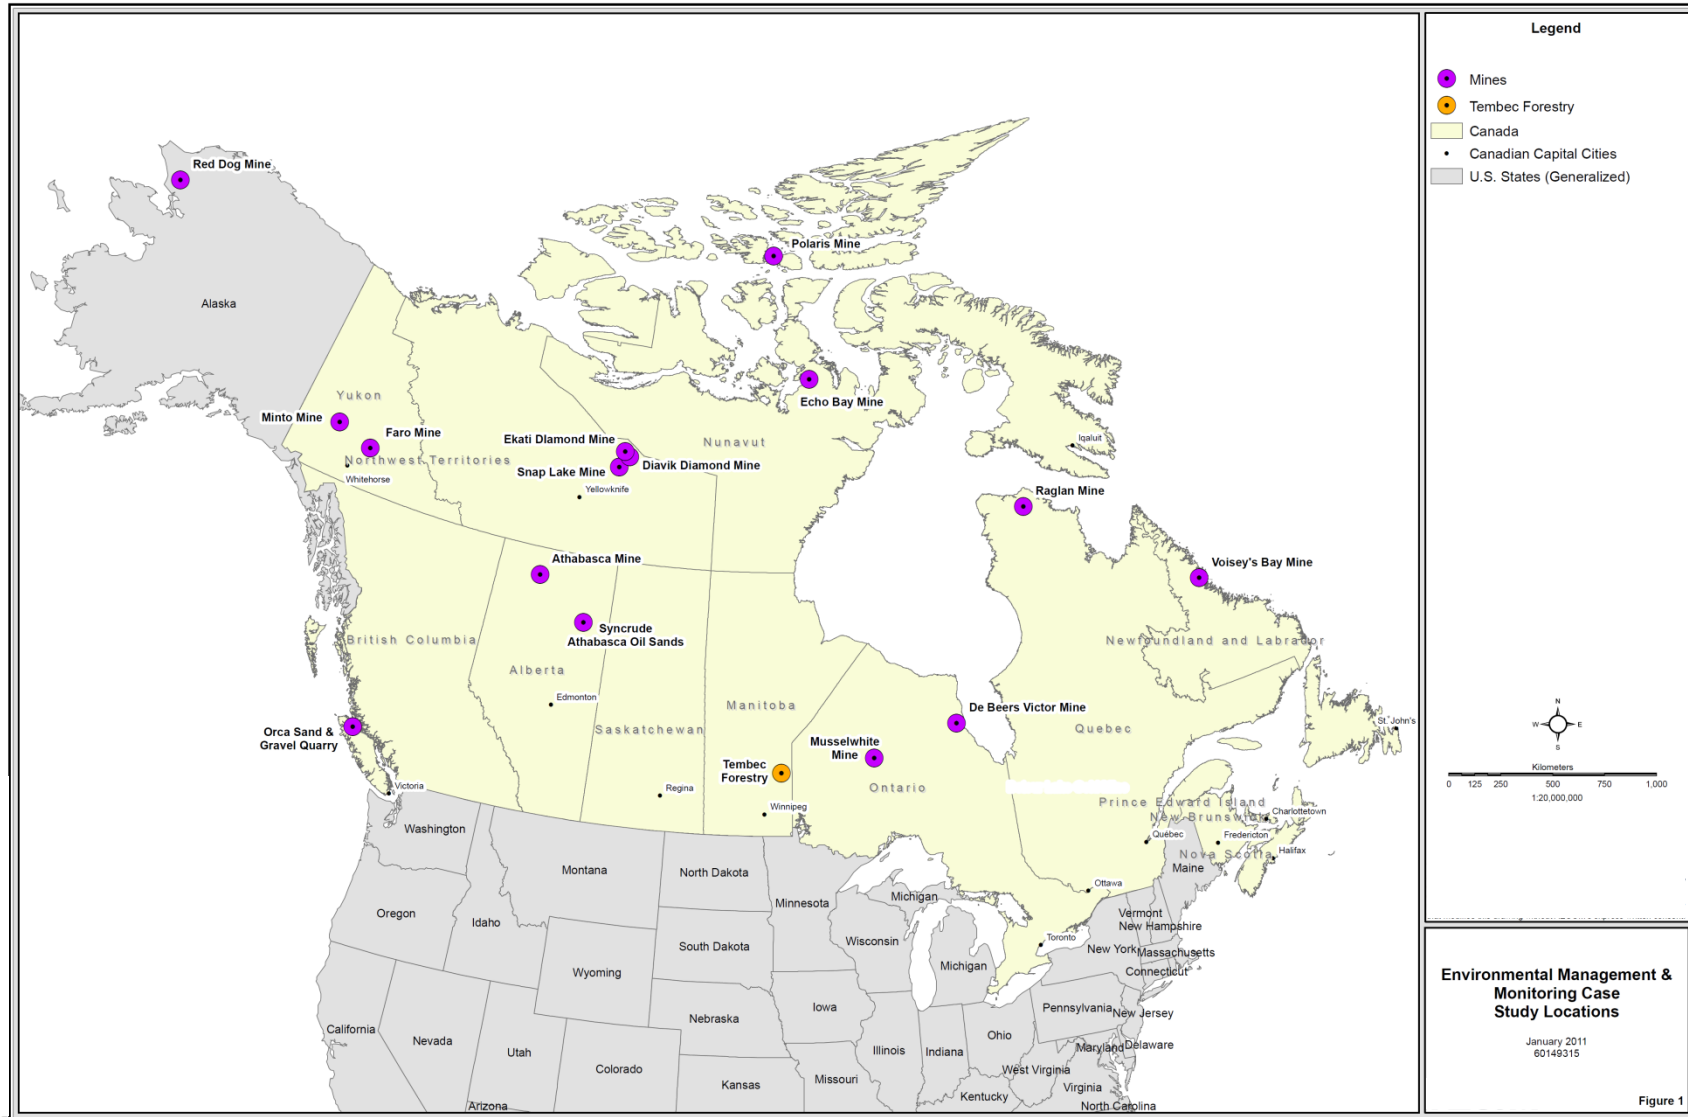 Legend
Mines
Tembec Forestry
Canada
Canadian Capital Cities
U.S. States (Generalized)
Red Dog Mine
Polaris Mine
Alaska
Echo Bay Mine
Yukon
Minto Mine
Faro Mine
Ekati DIamond Mine
Nunavut
Iqaluit
Northwest Territories
Diavik Diamond Mine
Snap Lake Mine
Whitehorse
Yellowknife
Raglan Mine
Athabasca Mine
Voisey's Bay Mine
Syncrude
Athabasca Oil Sands
British Columbia
Newfoundland and Labrador
Alberta
Edmonton
Manitoba
De Beers Victor Mine
St. John's
Orca Sand &
Gravel Quarry
Saskatchewan
Quebec
Musselwhite
Mine
Tembec
Forestry
Ontario
Victoria
Regina
Winnipeg
Prince Edward Island
New Brunswick
Charlottetown
Québec
Fredericton
Nova Scotia
Halifax
Washington
Montana
North Dakota
Minnesota
Michigan
Ottawa
Maine
Oregon
Idaho
Vermont
New Hampshire
South Dakota
Wisconsin
Toronto
New York
Massachusetts
Wyoming
Michigan
Connecticut
Iowa
Pennsylvania
New Jersey
California
Nevada
Utah
Nebraska
Illinois
Indiana
Ohio
Maryland
Delaware
Colorado
Kansas
Missouri
West Virginia
Virginia
Kentucky
Arizona
North Carolina
N
W
E
S
Kilometers
0 125 250 500 750 1,000
1:20,000,000
Environmental Management &
Monitoring Case
Study Locations
January 2011
60149315
Figure 1